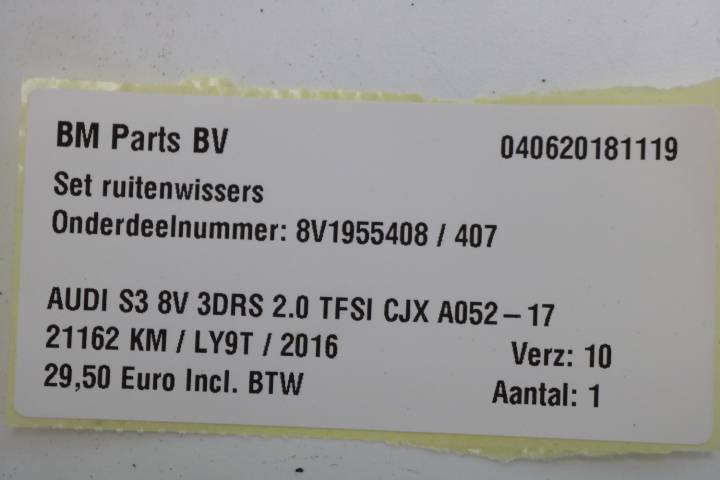 BM Parts BV 040620181119
Set ruitenwissers
Onderdeelnummer: 8V1955408 / 407
AUDI S3 8V 3DRS 2.0 TFSI CJX A052-17
21162 KM / LY9T / 2016 Verz: 10
29,50 Euro Incl. BTW Aantal: 1